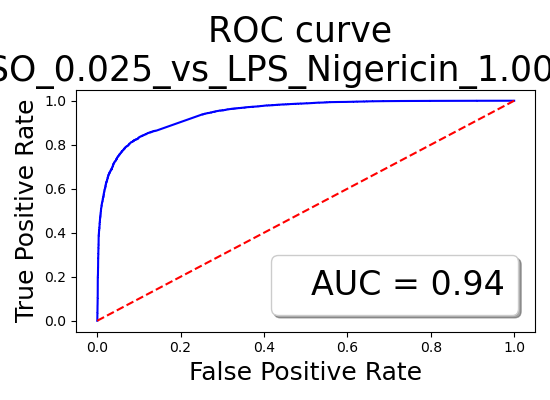 ROC curve
SO_0.025_vs_LPS_Nigericin_1.00
1.0
0.8
0.6
0.4
0.2
0.0
True Positive Rate
AUC = 0.94
0.0 0.2 0.4 0.6 0.8 1.0
False Positive Rate